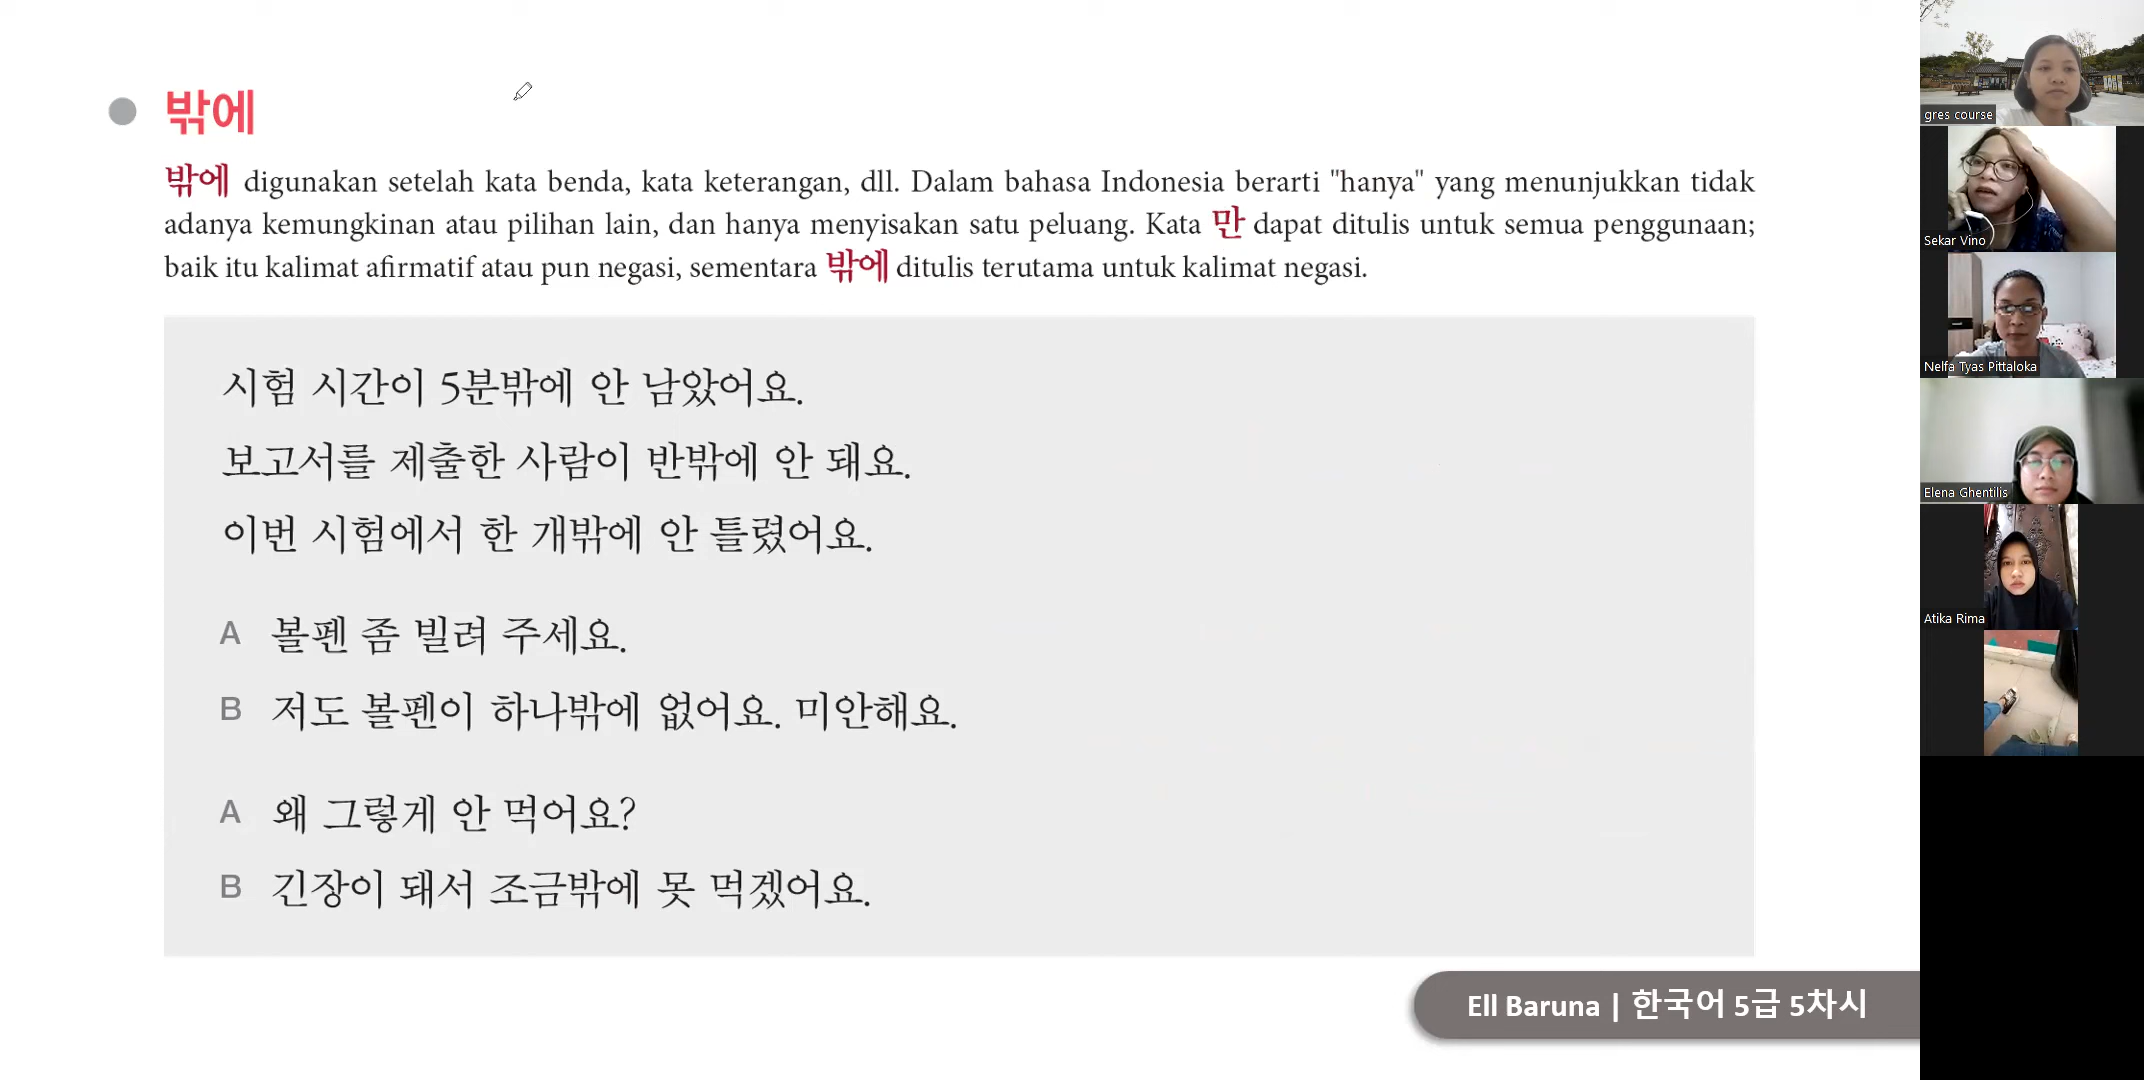 밖에
밖에 digunakan setelah kata benda, kata keterangan, dll. Dalam bahasa Indonesia berarti "hanya" yang menunjukkan tidak
adanya kemungkinan atau pilihan lain, dan hanya menyisakan satu peluang. Kata 만 dapat ditulis untuk semua penggunaan;
baik itu kalimat afirmatif atau pun negasi, sementara 밖에 ditulis terutama untuk kalimat negasi.
시험 시간이 5분밖에 안 남았어요.
보고서를 제출한 사람이 반밖에 안 돼요.
이번 시험에서 한 개밖에 안 틀렸어요.
A 볼펜 좀 빌려 주세요.
B 저도 볼펜이 하나밖에 없어요. 미안해요.
A 왜 그렇게 안 먹어요?
B 긴장이 돼서 조금밖에 못 먹겠어요.
Ell Baruna | 한국어 5급 5차시
gres course
Sekar Vino
Nelfa Tyas Pittaloka
Elena Ghentilis
Atika Rima